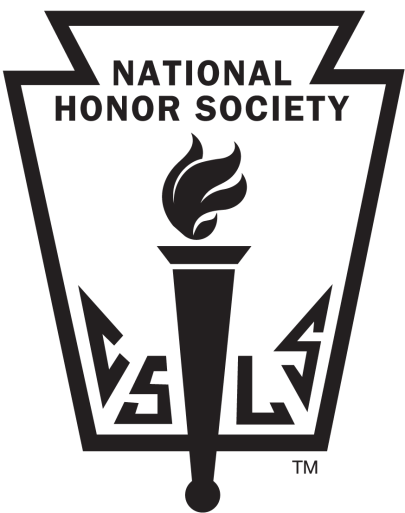 NATIONAL
HONOR SOCIETY
C S L S
TM